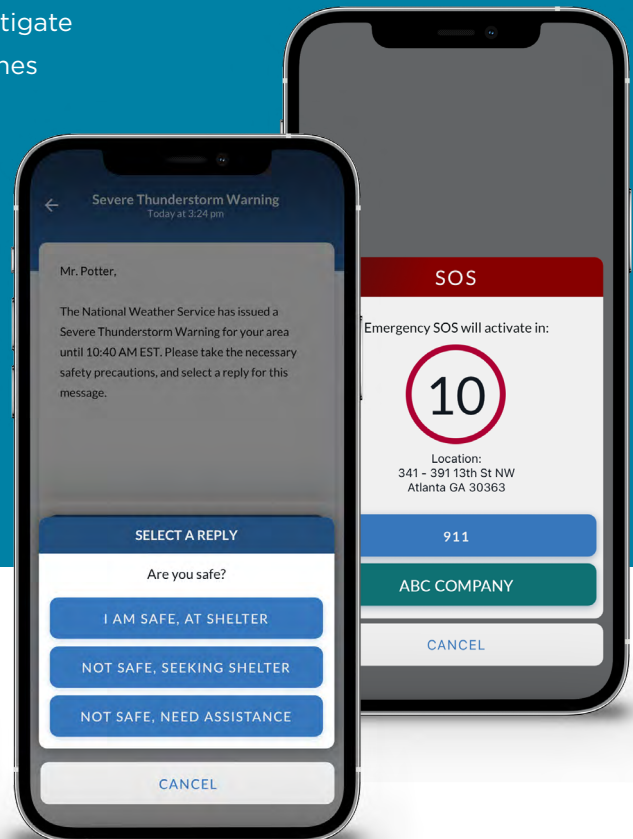 Severe Thunderstorm Warning
Today at 3:24 pm
Mr. Potter,
The National Weather Service has issued a
Severe Thunderstorm Warning for your area
until 10:40 AM EST. Please take the necessary
safety precautions, and select a reply for this
message.
SELECT A REPLY
Are you safe?
I AM SAFE, AT SHELTER
NOT SAFE, SEEKING SHELTER
NOT SAFE, NEED ASSISTANCE
CANCEL
SOS
Emergency SOS will activate in:
10
Location:
341 - 391 13th St NW
Atlanta GA 30363
911
ABC COMPANY
CANCEL